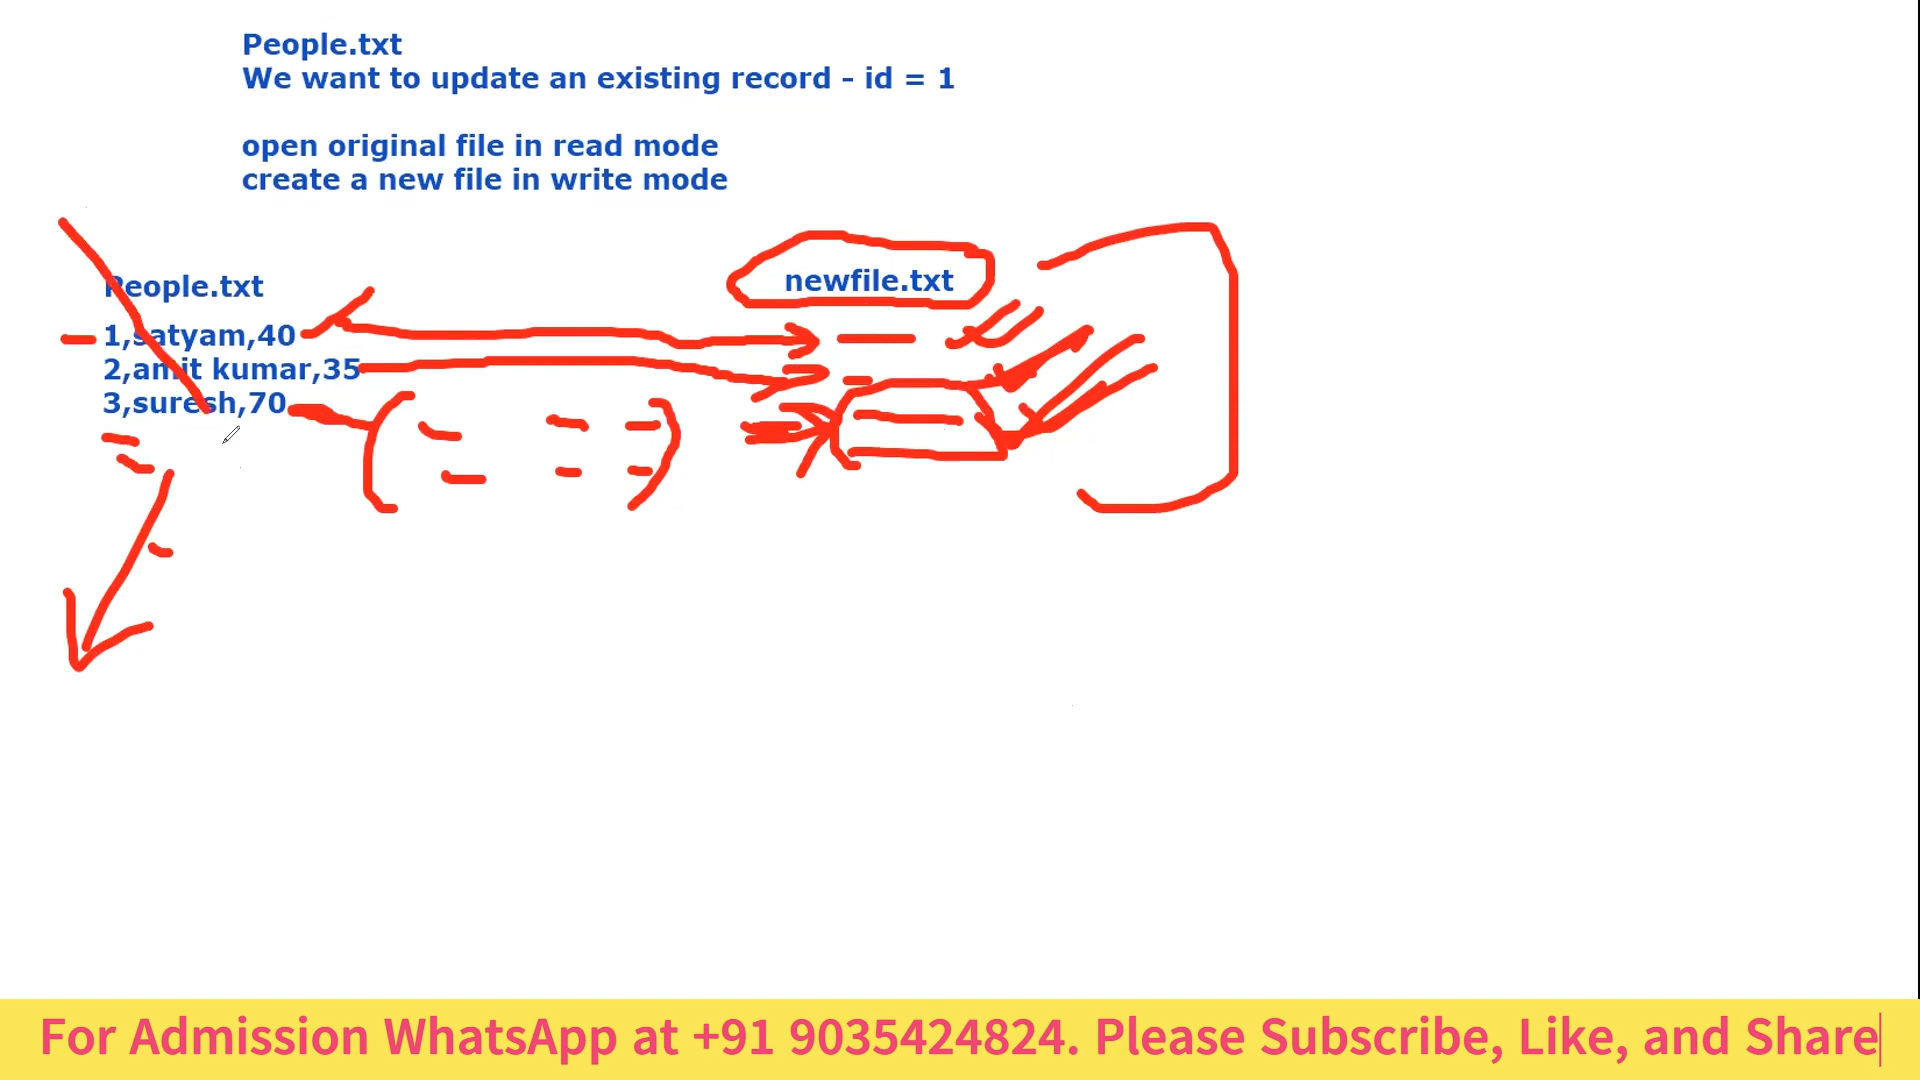 People.txt
We want to update an existing record - id = 1
open original file in read mode
create a new file in write mode
People.txt
newfile.txt
1,satyam,40
2,amit kumar,35
3,suresh,70
For Admission WhatsApp at +91 9035424824. Please Subscribe, Like, and Share